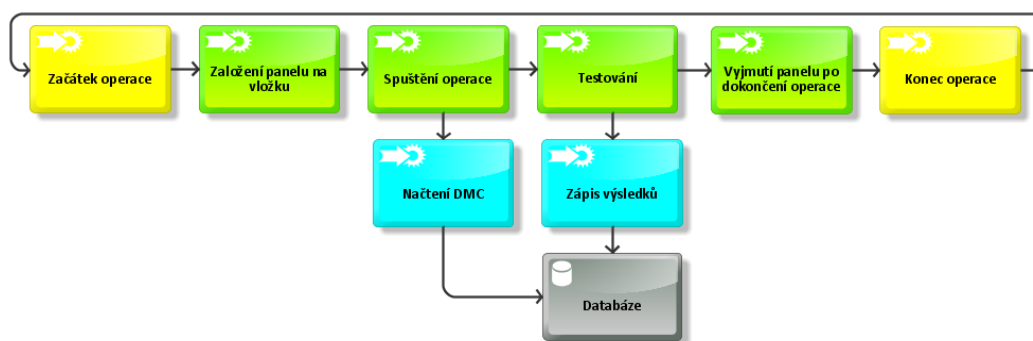 Začátek operace
Založení panelu na
vložku
Spuštění operace
Testování
Vyjmutí panelu po
dokončení operace
Konec operace
Načtení DMC
Zápis výsledků
Databáze